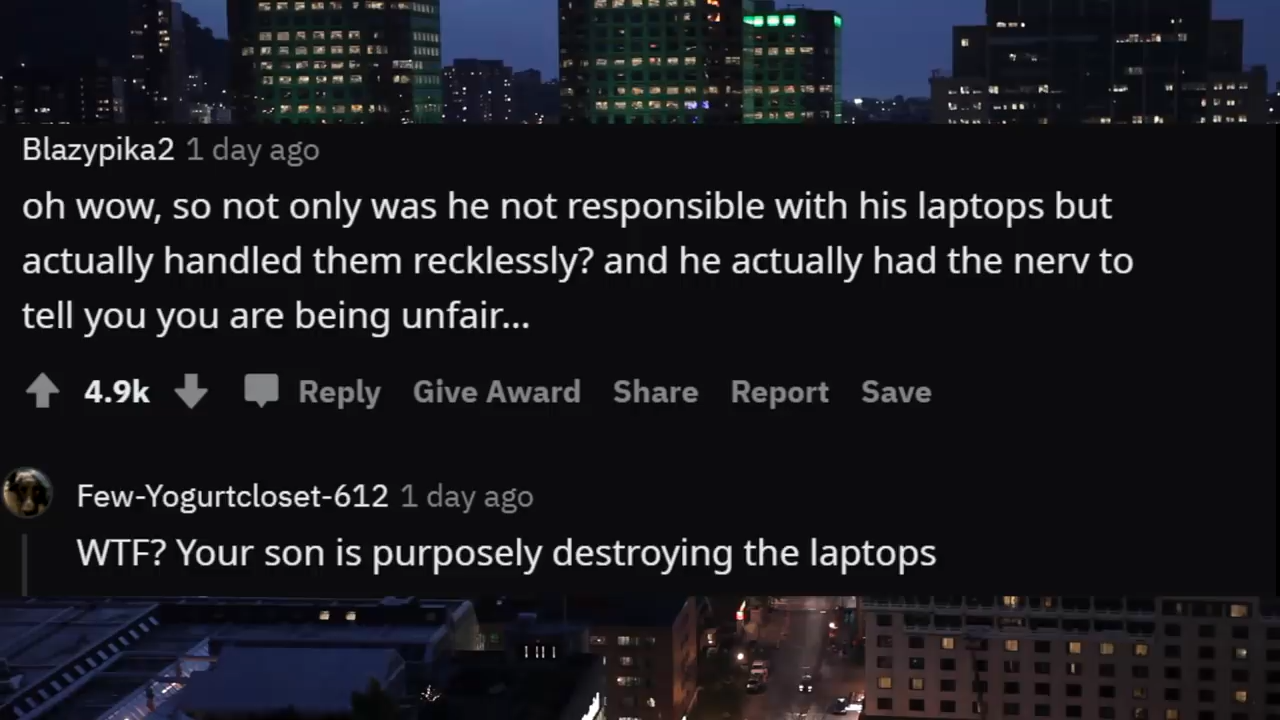 Blazypika2 1 day ago
oh wow, so not only was he not responsible with his laptops but
actually handled them recklessly? and he actually had the nerv to
tell you you are being unfair...
4.9k Reply Give Award Share Report Save
Few-Yogurtcloset-612 1 day ago
WTF? Your son is purposely destroying the laptops